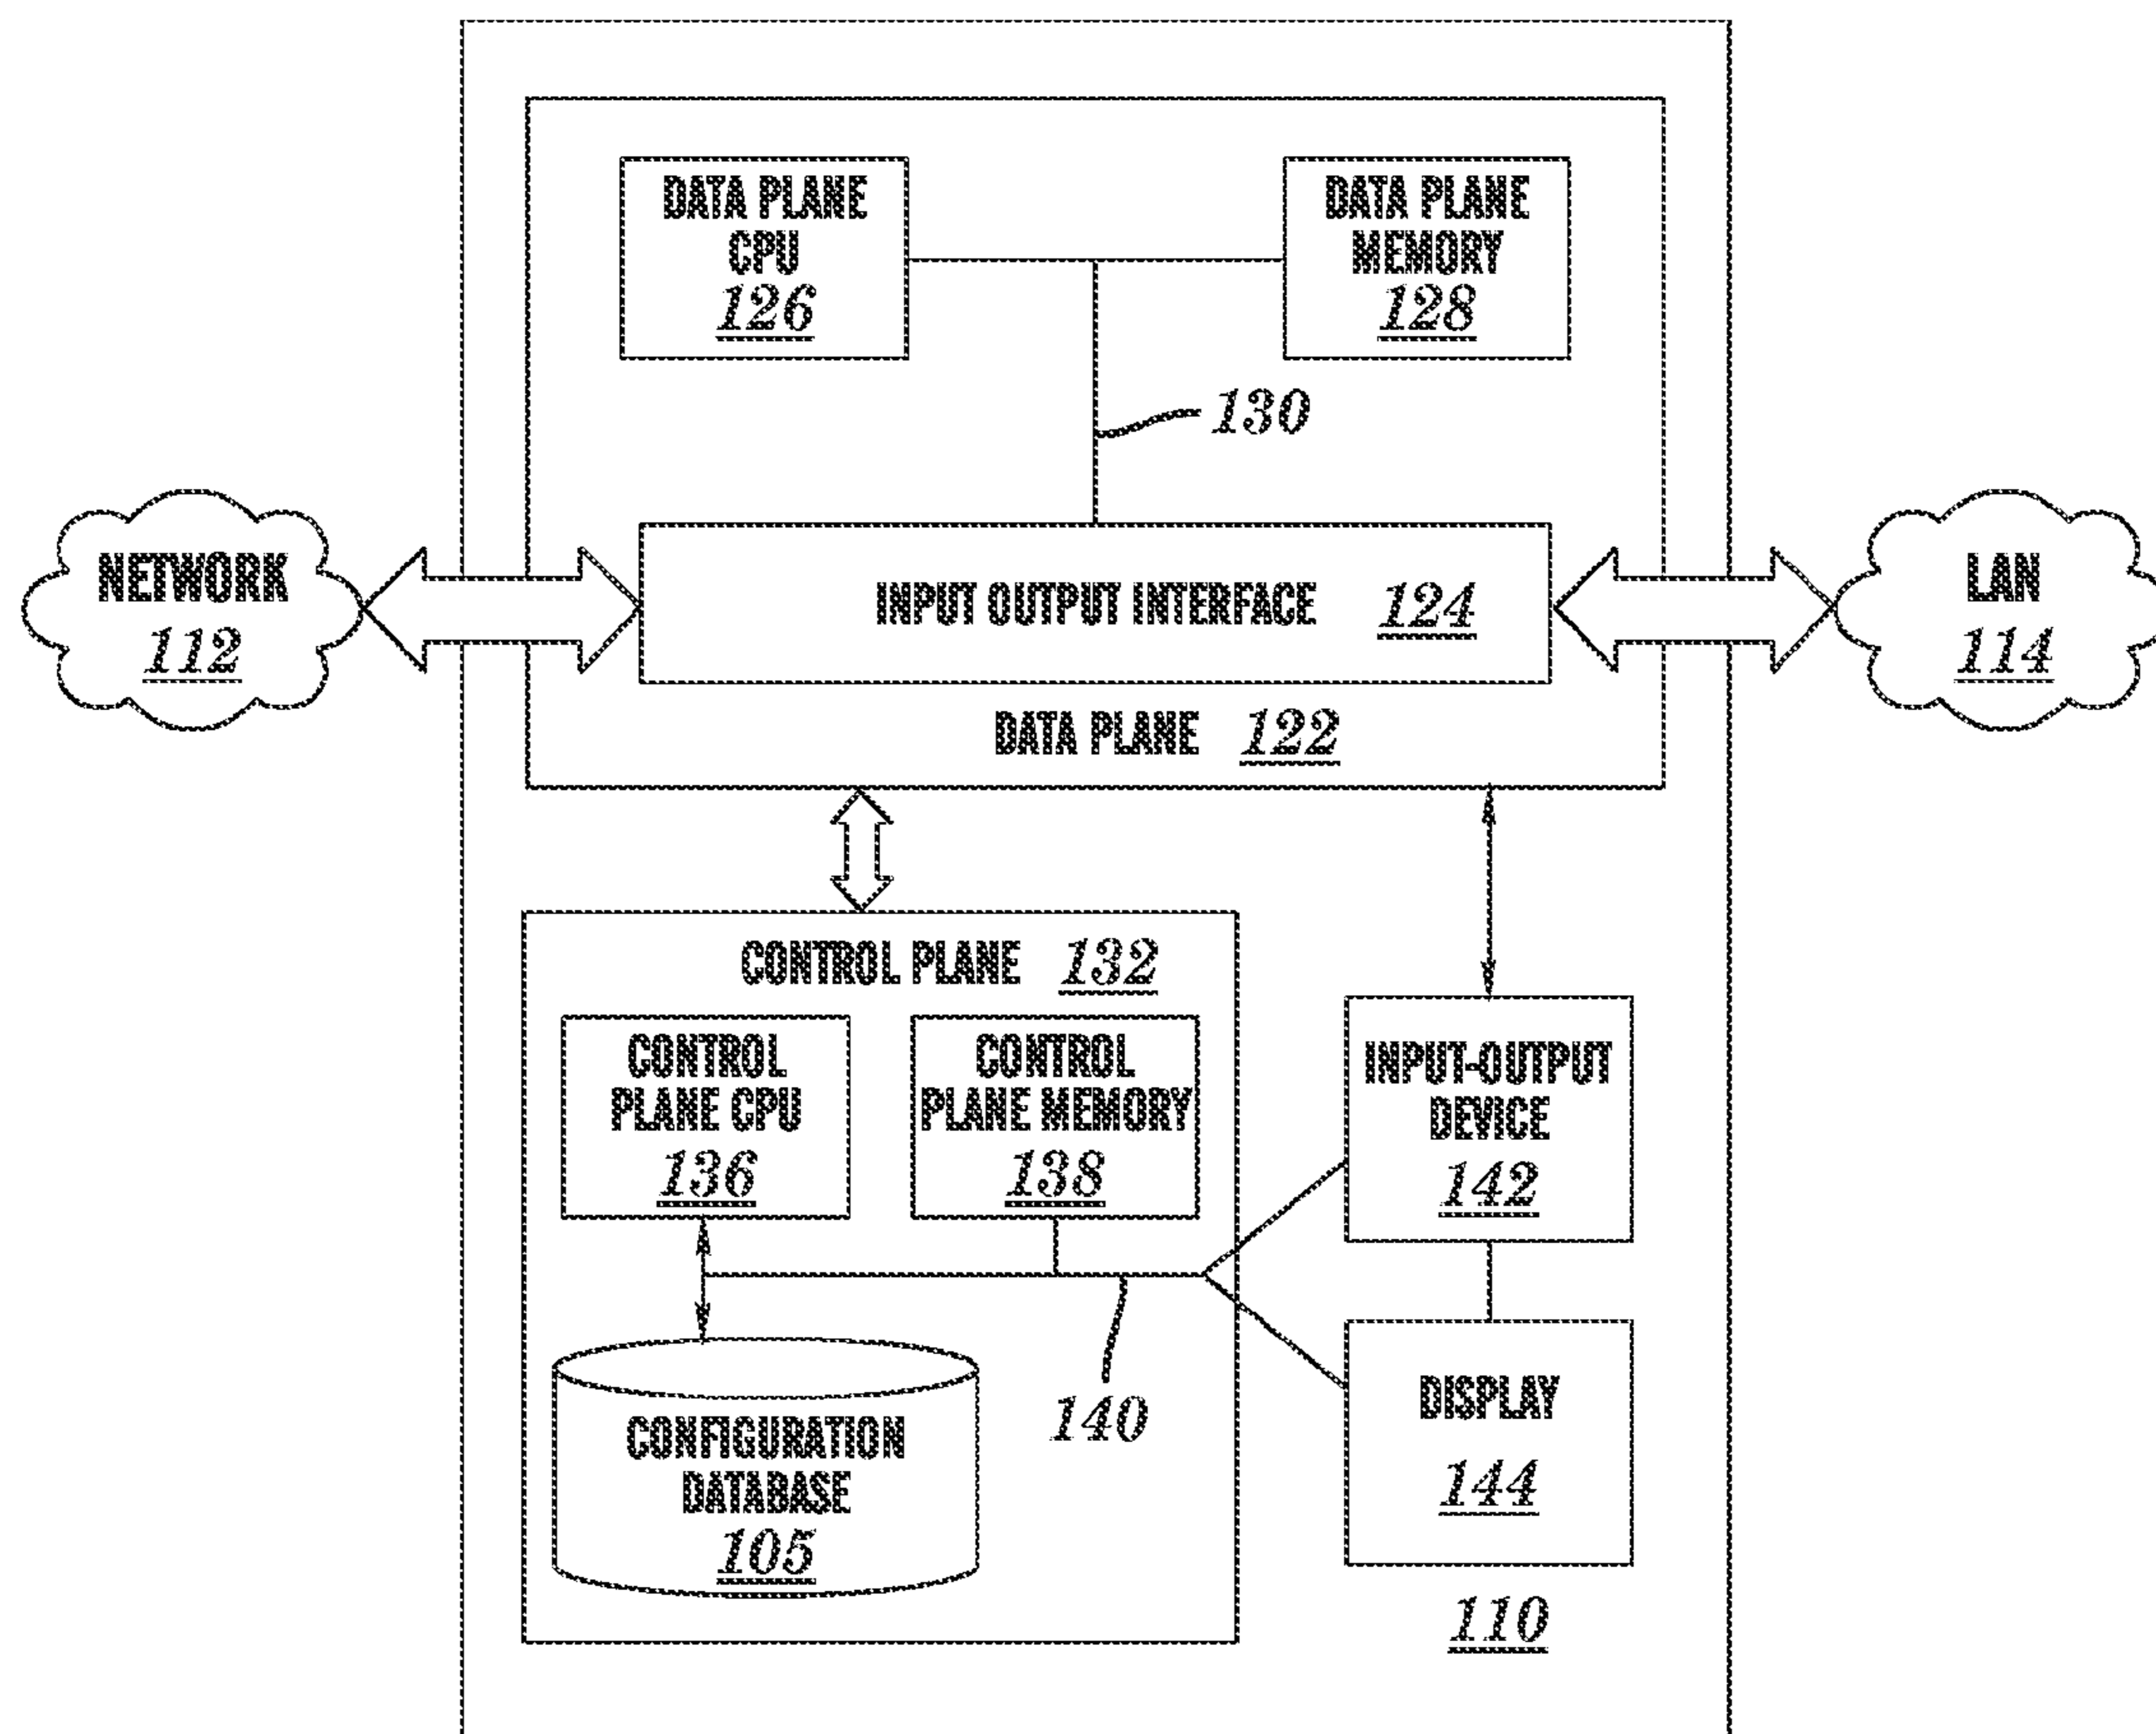 DATA PLANE
CPU
126
DATA PLANE
MEMORY
128
130
NETWORK
112
INPUT OUTPUT INTERFACE 124
LAN
114
DATA PLANE 122
CONTROL PLANE 132
CONTROL
PLANE CPU
136
CONTROL
PLANE MEMORY
138
INPUT-OUTPUT
DEVICE
142
140
CONFIGURATION
DATABASE
105
DISPLAY
144
110